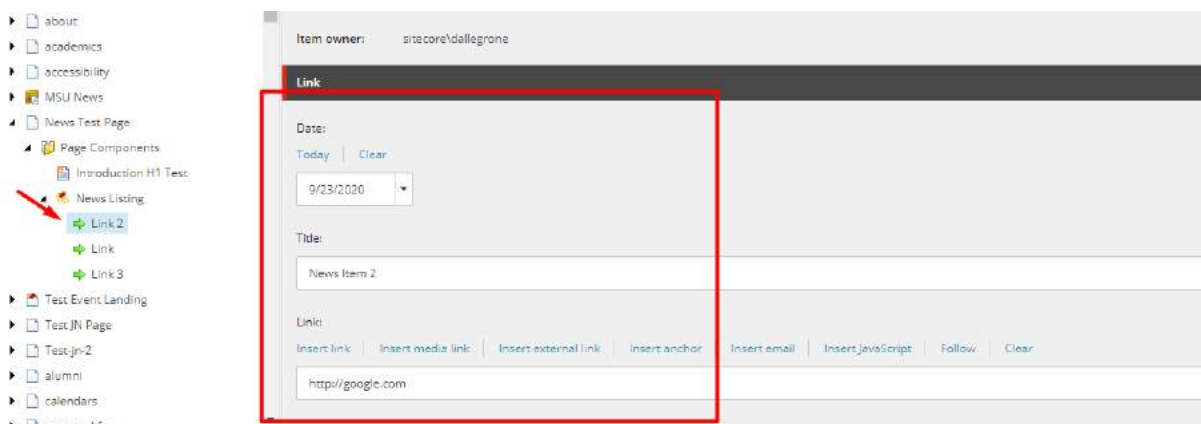 about
academics
accessibility
MSU News
News Test Page
Page Components
Introduction H1 Test
News Listing
Link 2
Link
Link 3
Test Event Landing
Test JN Page
Test-jn-2
alumni
calendars
Item owner: sitecore\dallegrone
Link
Date:
Today Clear
9/23/2020
Title:
News Item 2
Link:
Insert link Insert media link Insert external link Insert anchor Insert email Insert JavaScript Follow Clear
http://google.com